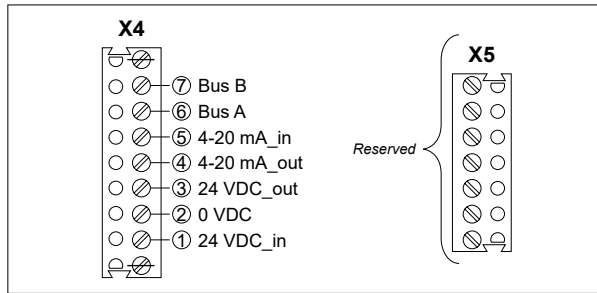 X4
⑦ Bus B
⑥ Bus A
⑤ 4-20 mA_in
④ 4-20 mA_out
③ 24 VDC_out
② 0 VDC
① 24 VDC_in
X5
Reserved